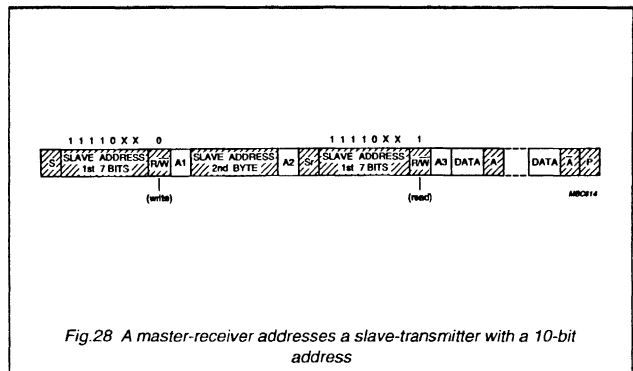 1 1 1 1 0 X X 0 1 1 1 1 0 X X 1
S SLAVE ADDRESS 1st 7 BITS R/W̅ A1 SLAVE ADDRESS 2nd BYTE A2 Sr SLAVE ADDRESS 1st 7 BITS R/W̅ A3 DATA A DATA A̅ P
(write) (read)
MBC614
Fig.28 A master-receiver addresses a slave-transmitter with a 10-bit
address